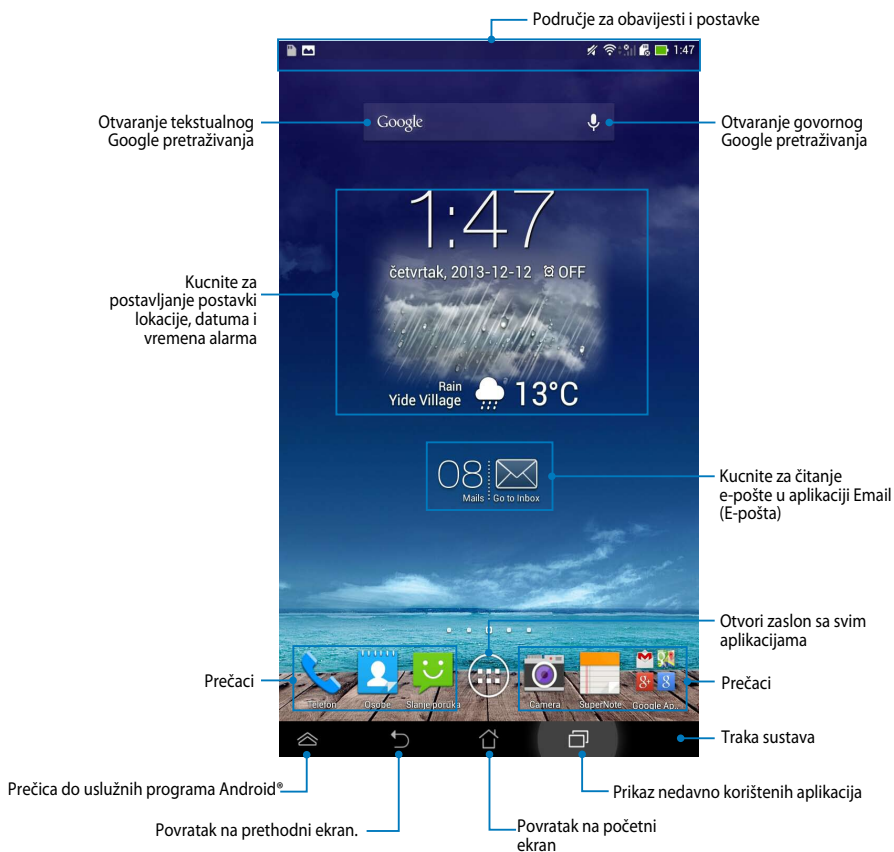 Područje za obavijesti i postavke
1:47
Otvaranje tekstualnog
Google pretraživanja
Google
Otvaranje govornog
Google pretraživanja
1:47
četvrtak, 2013-12-12 OFF
Kucnite za
postavljanje postavki
lokacije, datuma i
vremena alarma
Rain
Yide Village
13°C
08
Mails
Go to Inbox
Kucnite za čitanje
e-pošte u aplikaciji Email
(E-pošta)
Otvori zaslon sa svim
aplikacijama
Prečaci
Telefon
Osobe
Slanje poruka
Camera
SuperNote
Google Ap..
Prečaci
Traka sustava
Prečica do uslužnih programa Android®
Prikaz nedavno korištenih aplikacija
Povratak na prethodni ekran.
Povratak na početni
ekran